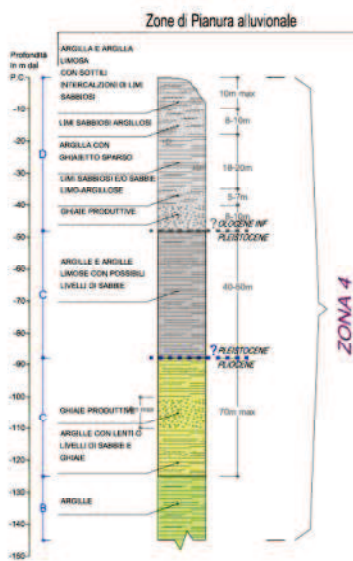 Zone di Pianura alluvionale
Profondità
in m dal
P.C.
-10
-20
-30
-40
-50
-60
-70
-80
-90
-100
-110
-120
-130
-140
-150
D
C
C
B
ARGILLA E ARGILLA
LIMOSA
CON SOTTILI
INTERCALZIONI DI LIMI
SABBIOSI
LIMI SABBIOSI ARGILLOSI
ARGILLA CON
GHIAIETTO SPARSO
LIMI SABBIOSI E/O SABBIE
LIMO-ARGILLOSE
GHIAIE PRODUTTIVE
ARGILLE E ARGILLE
LIMOSE CON POSSIBILI
LIVELLI DI SABBIE
GHIAIE PRODUTTIVE
ARGILLE CON LENTI O
LIVELLI DI SABBIE E
GHIAIE
ARGILLE
max
10m max
8-10m
18-20m
5-7m
8-10m
? OLOCENE INF
PLEISTOCENE
40-50m
? PLEISTOCENE
PLIOCENE
70m max
ZONA 4